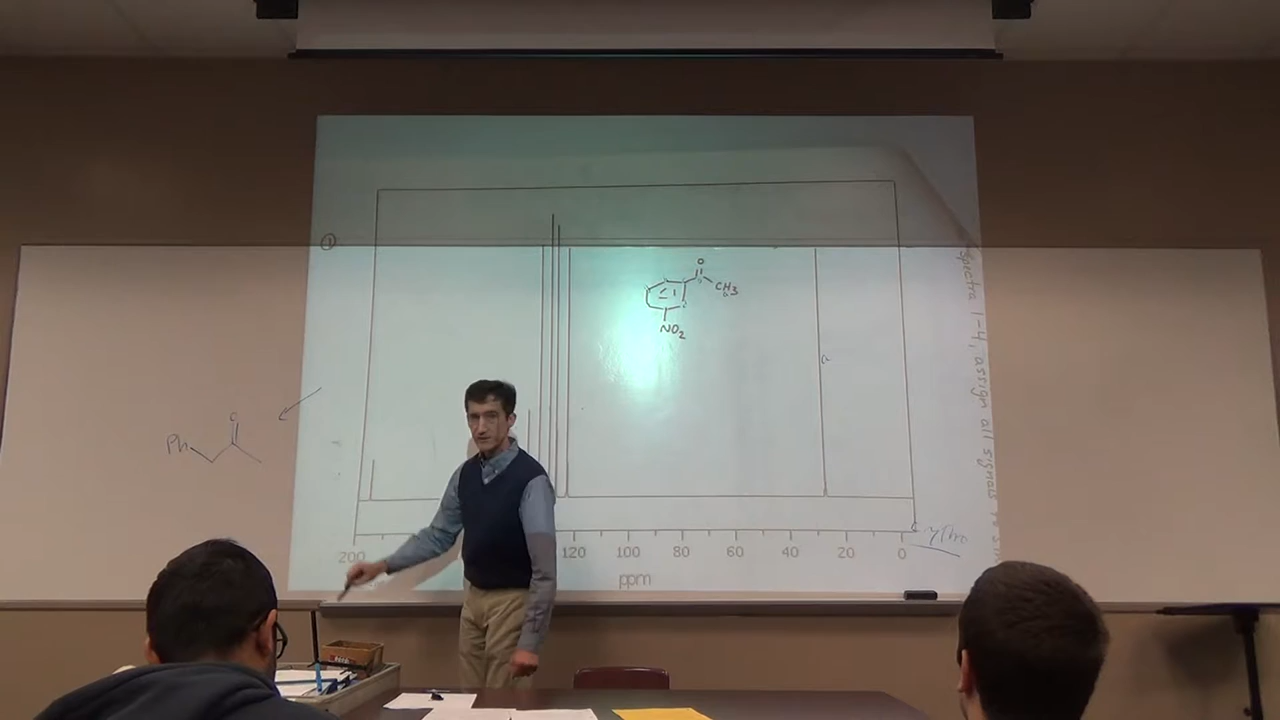 ①
O
CH3
NO2
a
Ph
O
200
120
100
80
60
40
20
0
ppm
spectra 1-4, assign all signals